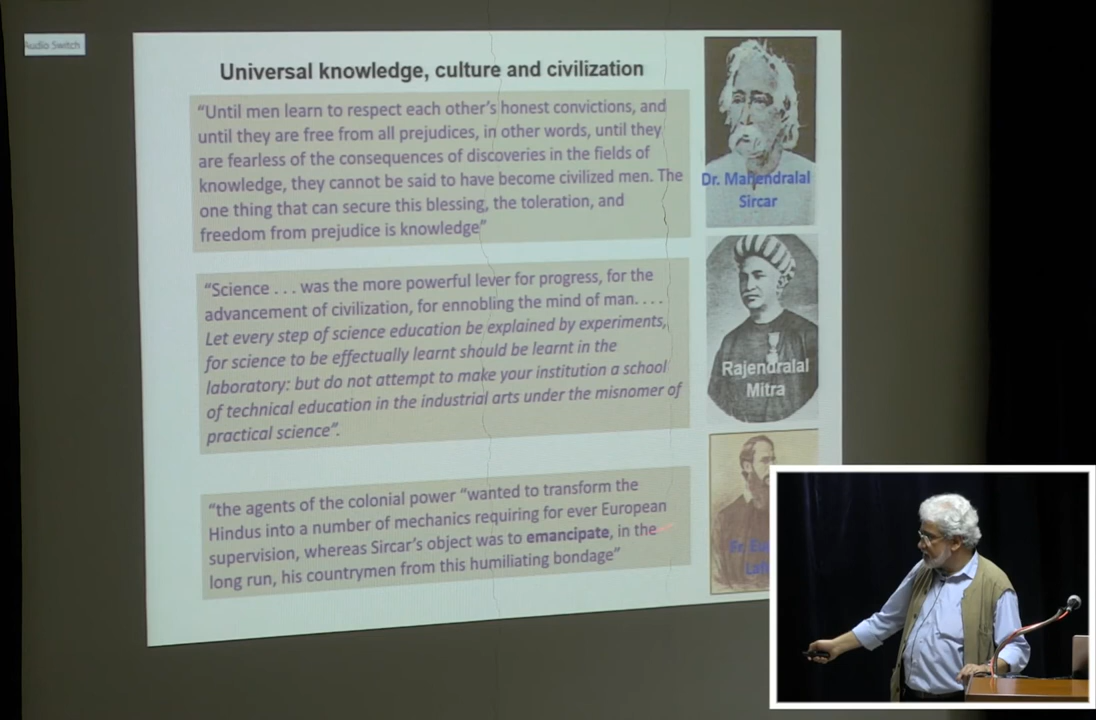 Audio Switch
Universal knowledge, culture and civilization
“Until men learn to respect each other’s honest convictions, and
until they are free from all prejudices, in other words, until they
are fearless of the consequences of discoveries in the fields of
knowledge, they cannot be said to have become civilized men. The
one thing that can secure this blessing, the toleration, and
freedom from prejudice is knowledge”
Dr. Mahendralal
Sircar
“Science . . . was the more powerful lever for progress, for the
advancement of civilization, for ennobling the mind of man. . . .
Let every step of science education be explained by experiments,
for science to be effectually learnt should be learnt in the
laboratory: but do not attempt to make your institution a school
of technical education in the industrial arts under the misnomer of
practical science”.
Rajendralal
Mitra
“the agents of the colonial power “wanted to transform the
Hindus into a number of mechanics requiring for ever European
supervision, whereas Sircar’s object was to emancipate, in the
long run, his countrymen from this humiliating bondage”
Fr.